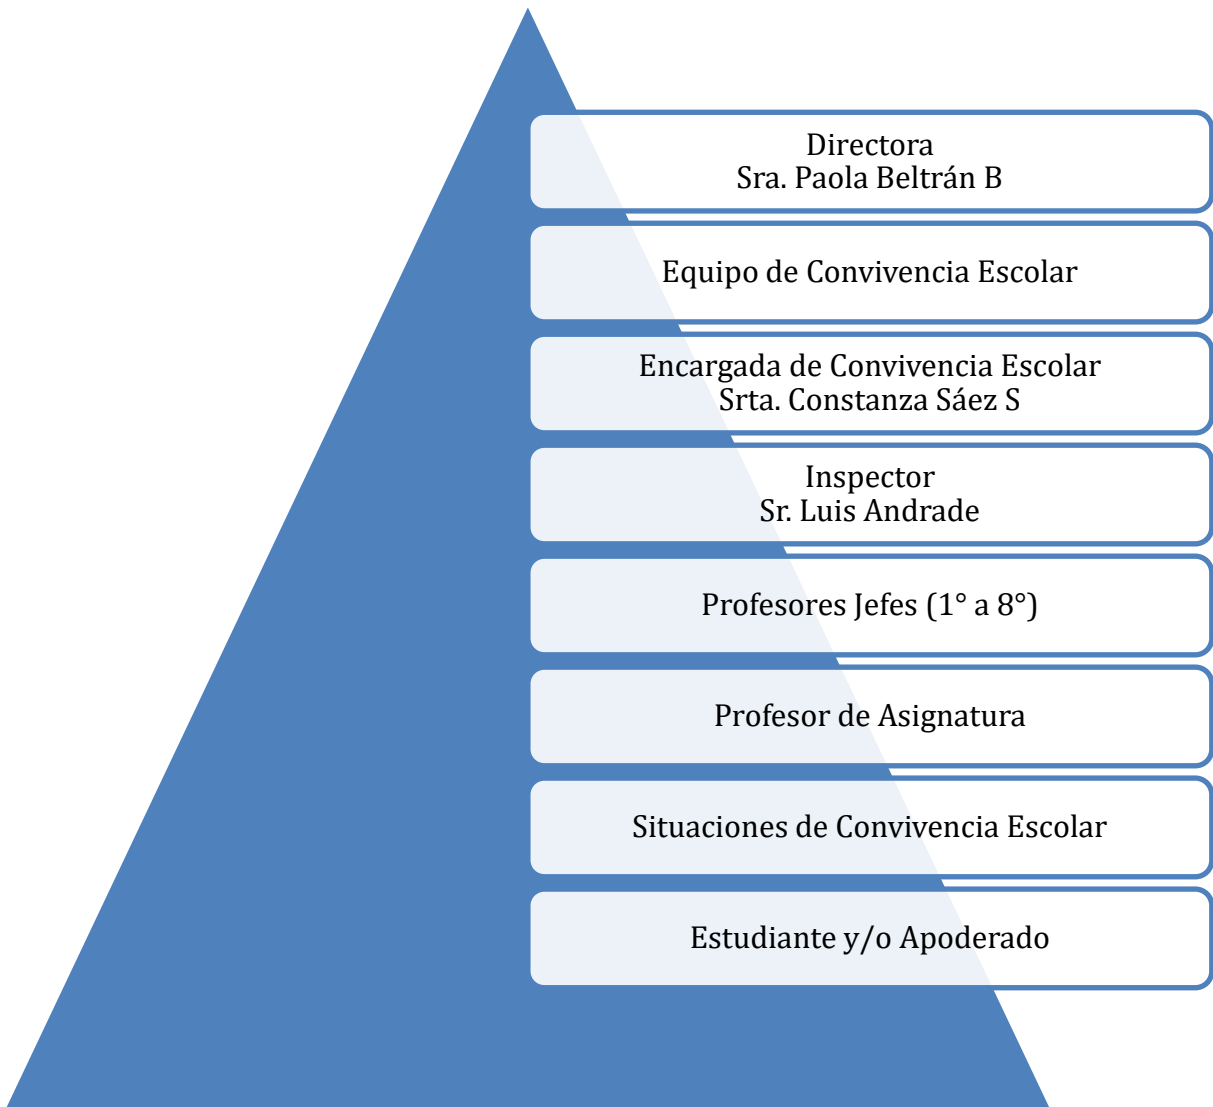 Directora
Sra. Paola Beltrán B
Equipo de Convivencia Escolar
Encargada de Convivencia Escolar
Srta. Constanza Sáez S
Inspector
Sr. Luis Andrade
Profesores Jefes (1° a 8°)
Profesor de Asignatura
Situaciones de Convivencia Escolar
Estudiante y/o Apoderado